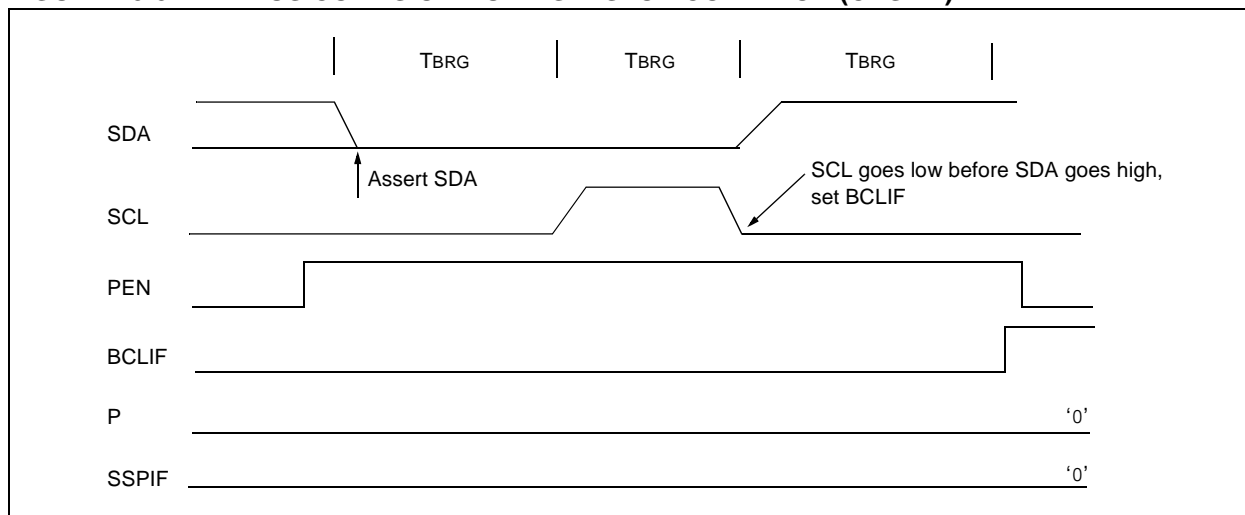 TBRG TBRG TBRG
SDA
Assert SDA
SCL goes low before SDA goes high,
set BCLIF
SCL
PEN
BCLIF
P
'0'
SSPIF
'0'